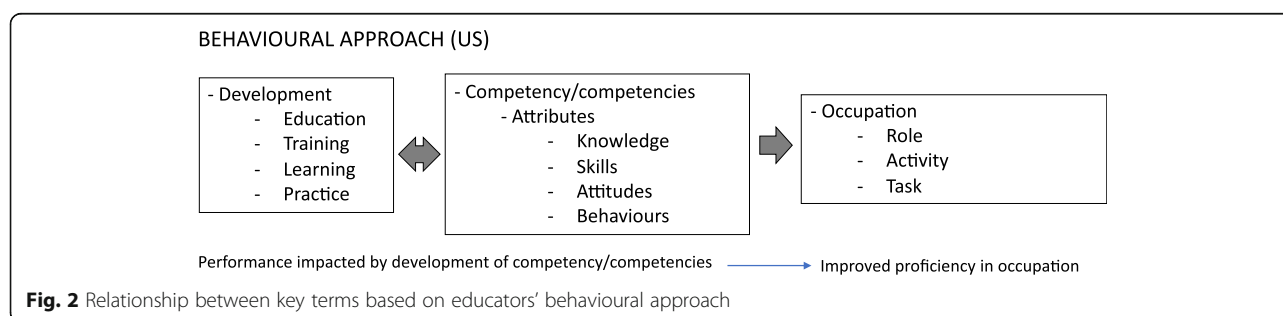 BEHAVIOURAL APPROACH (US)
- Development
- Education
- Training
- Learning
- Practice
- Competency/competencies
- Attributes
- Knowledge
- Skills
- Attitudes
- Behaviours
- Occupation
- Role
- Activity
- Task
Performance impacted by development of competency/competencies
Improved proficiency in occupation
Fig. 2 Relationship between key terms based on educators' behavioural approach